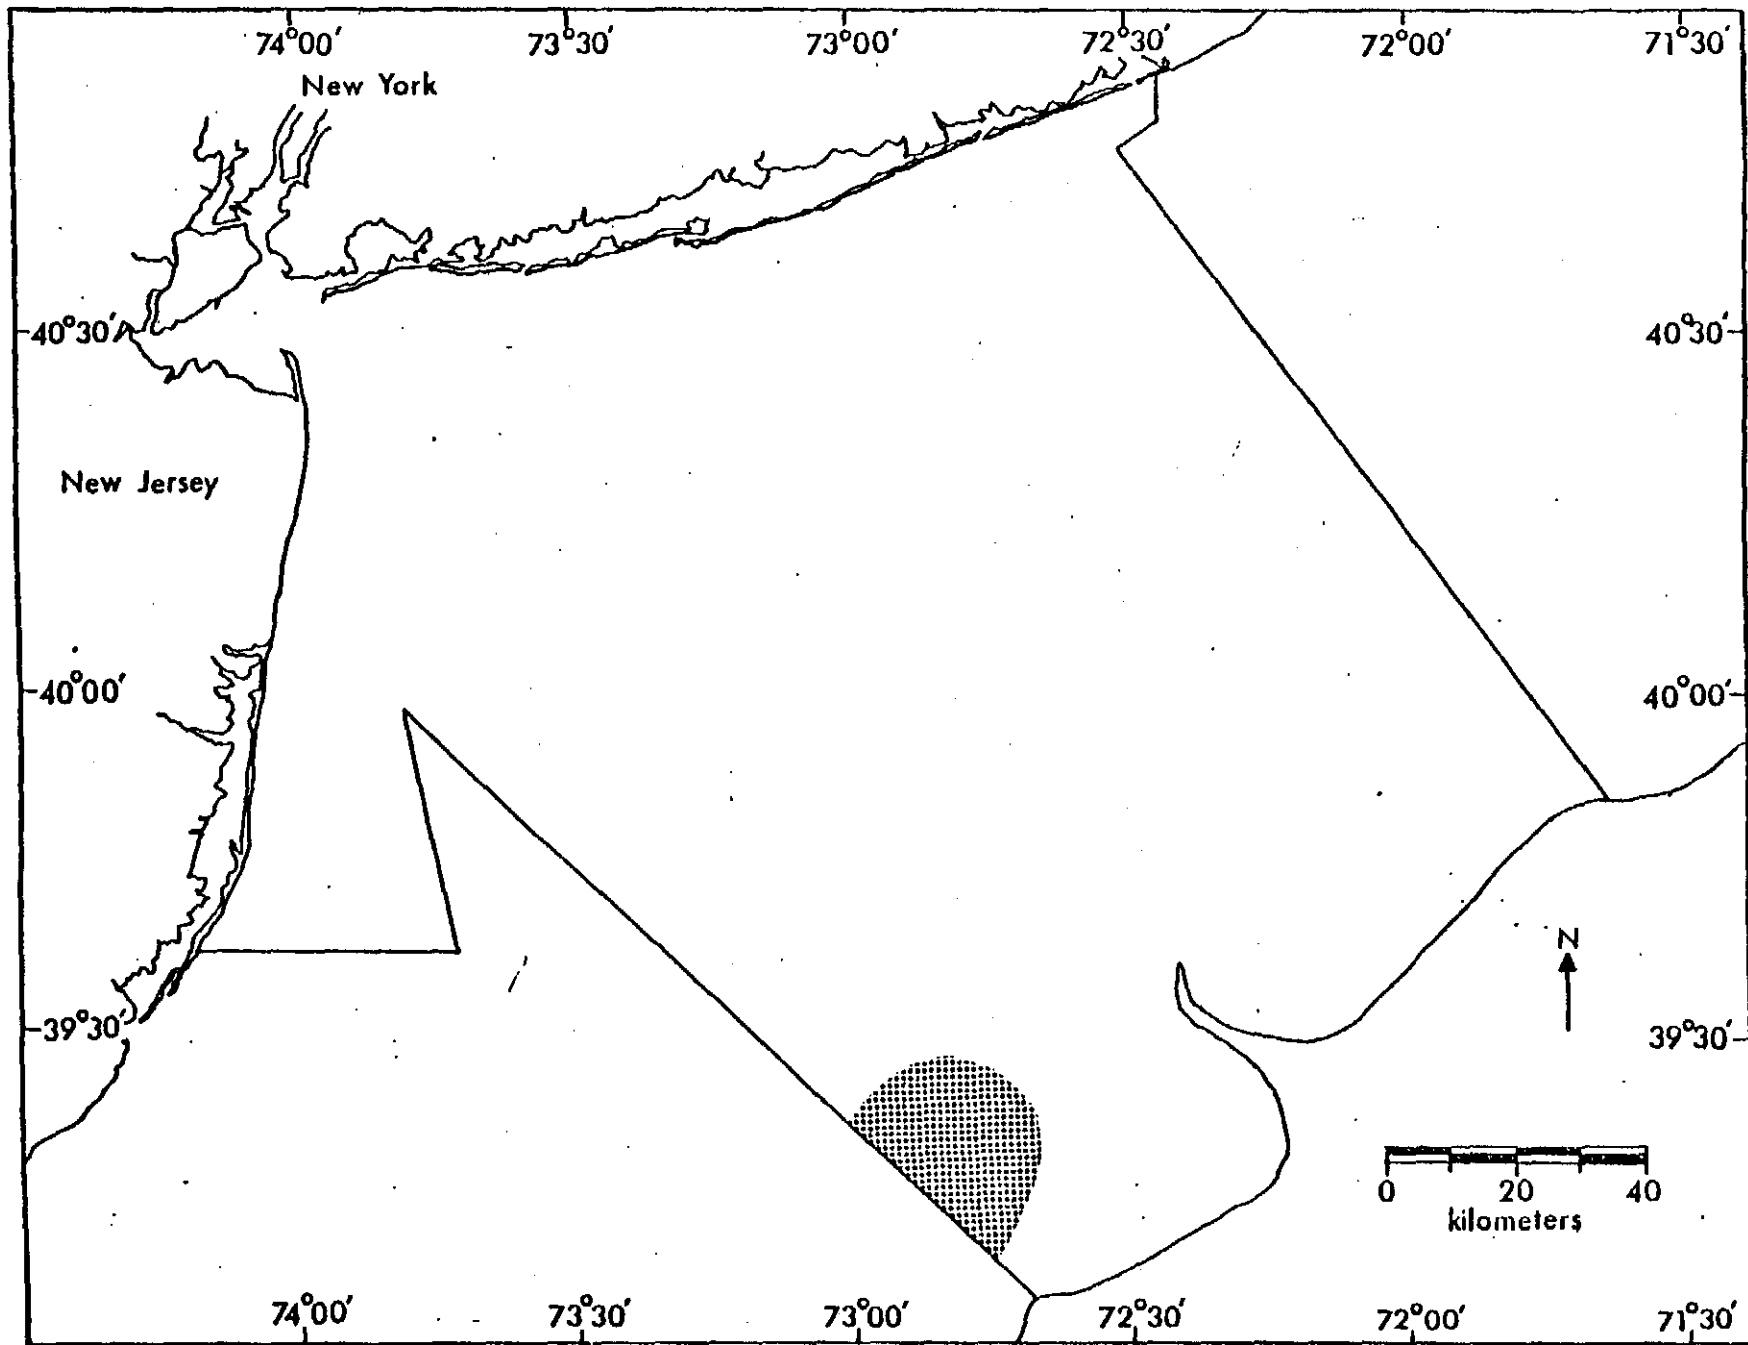 74°00′ 73°30′ 73°00′ 72°30′ 72°00′ 71°30′
New York
40°30′ 40°30′
New Jersey
40°00′ 40°00′
N
39°30′ 39°30′
0 20 40
kilometers
74°00′ 73°30′ 73°00′ 72°30′ 72°00′ 71°30′